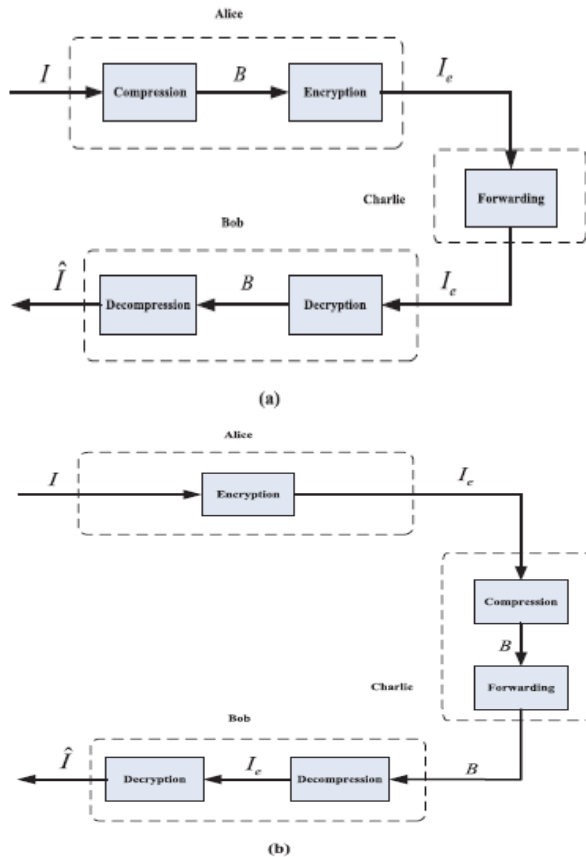 Alice
I
Compression
B
Encryption
I_e
Charlie
Forwarding
Bob
Î
Decompression
B
Decryption
I_e
(a)
Alice
I
Encryption
I_e
Compression
B
Charlie
Forwarding
Bob
Î
Decryption
I_e
Decompression
B
(b)